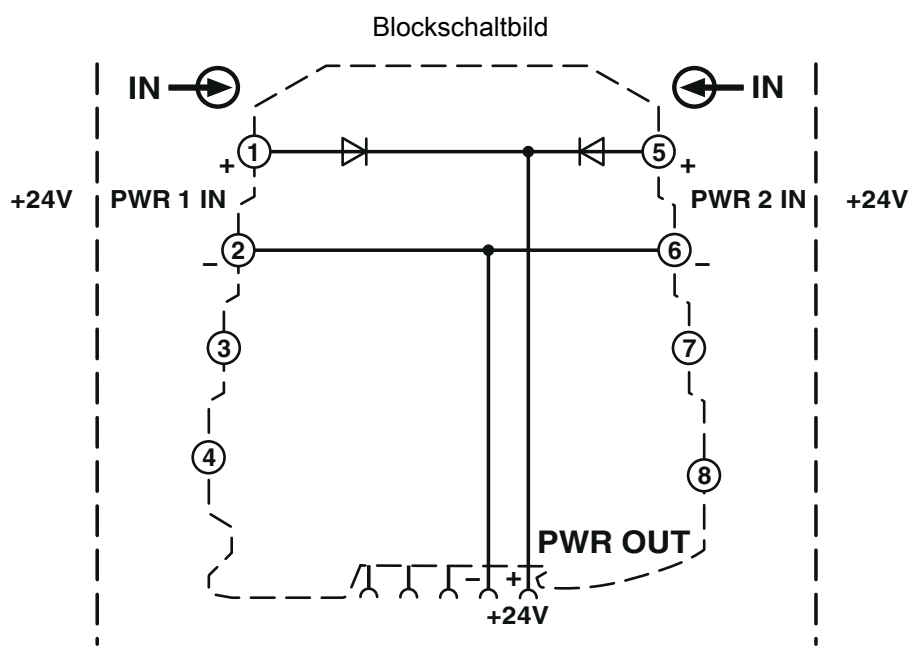 Blockschaltbild
IN IN
1 5
+ +
+24V PWR 1 IN PWR 2 IN +24V
2 6
– –
3 7
4
8
PWR OUT
– +
+24V